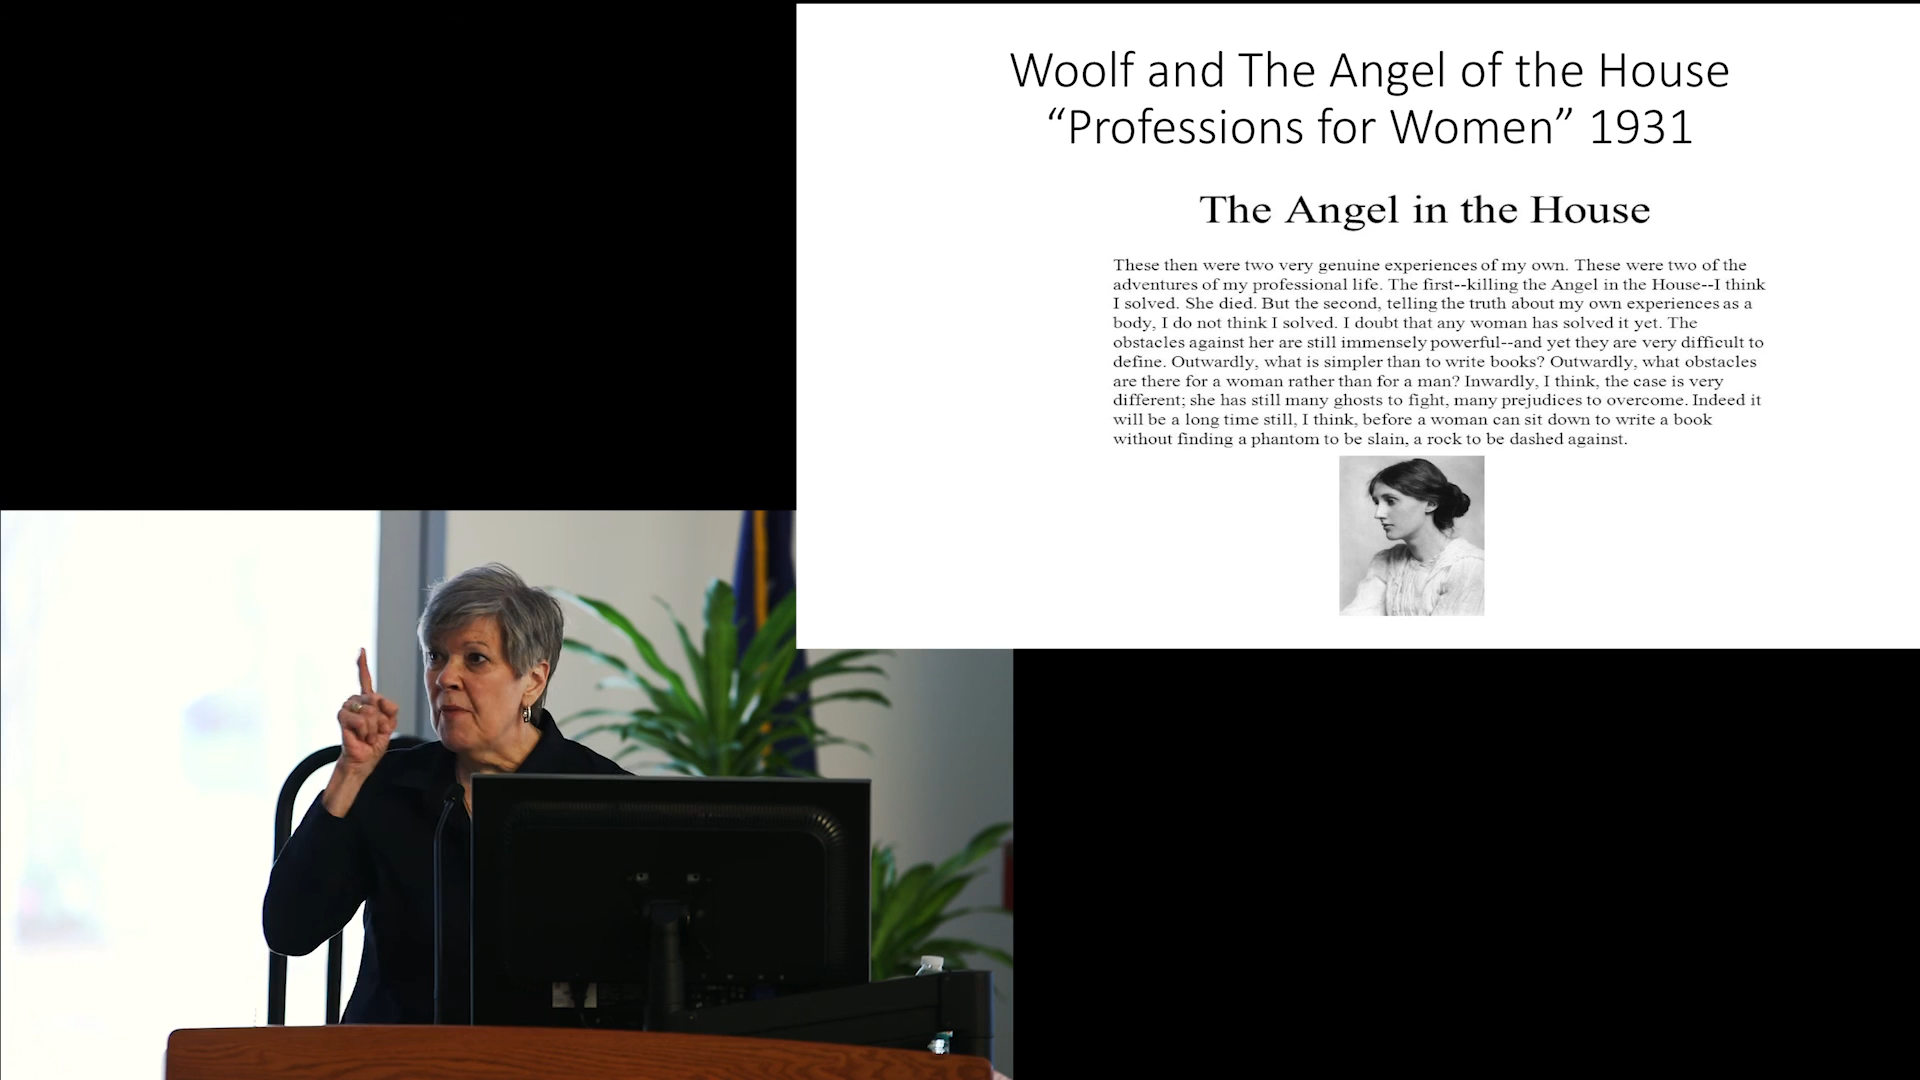 Woolf and The Angel of the House
“Professions for Women” 1931
The Angel in the House
These then were two very genuine experiences of my own. These were two of the
adventures of my professional life. The first--killing the Angel in the House--I think
I solved. She died. But the second, telling the truth about my own experiences as a
body, I do not think I solved. I doubt that any woman has solved it yet. The
obstacles against her are still immensely powerful--and yet they are very difficult to
define. Outwardly, what is simpler than to write books? Outwardly, what obstacles
are there for a woman rather than for a man? Inwardly, I think, the case is very
different; she has still many ghosts to fight, many prejudices to overcome. Indeed it
will be a long time still, I think, before a woman can sit down to write a book
without finding a phantom to be slain, a rock to be dashed against.